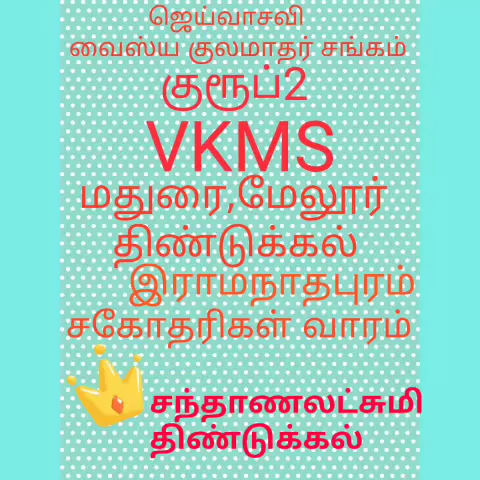 ஜெய்வாசவி
வைஸ்ய குலமாதர் சங்கம்
குரூப்2
VKMS
மதுரை,மேலூர்
திண்டுக்கல்
இராமநாதபுரம்
சகோதரிகள் வாரம்
சந்தாணலட்சுமி
திண்டுக்கல்